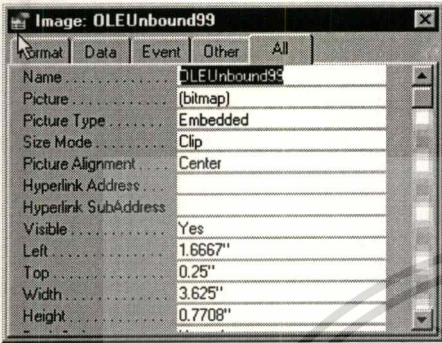 Image: OLEUnbound99
Format Data Event Other All
Name............. OLEUnbound99
Picture............. (bitmap)
Picture Type......... Embedded
Size Mode.......... Clip
Picture Alignment.... Center
Hyperlink Address...
Hyperlink SubAddress
Visible............. Yes
Left................ 1.6667"
Top................ 0.25"
Width.............. 3.625"
Height............. 0.7708"